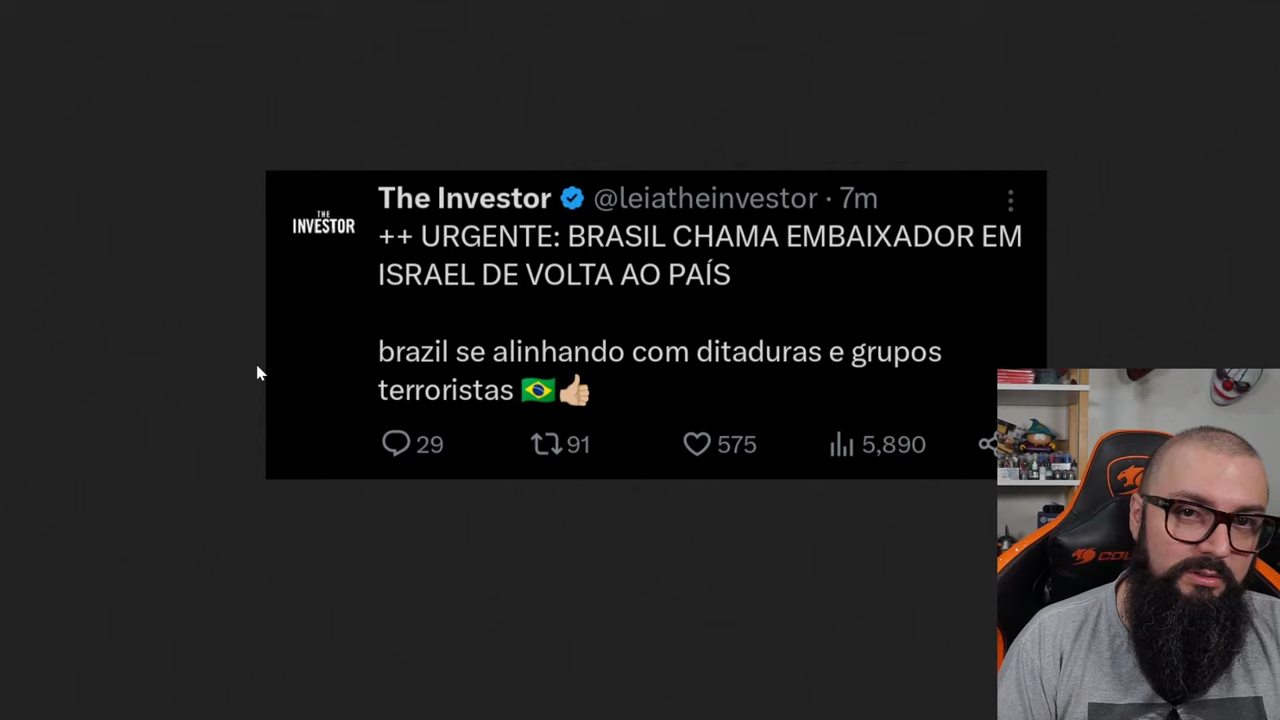 The Investor @leiatheinvestor · 7m
THE
INVESTOR
++ URGENTE: BRASIL CHAMA EMBAIXADOR EM
ISRAEL DE VOLTA AO PAÍS
brazil se alinhando com ditaduras e grupos
terroristas 🇧🇷👍🏼
29 91 575 5,890